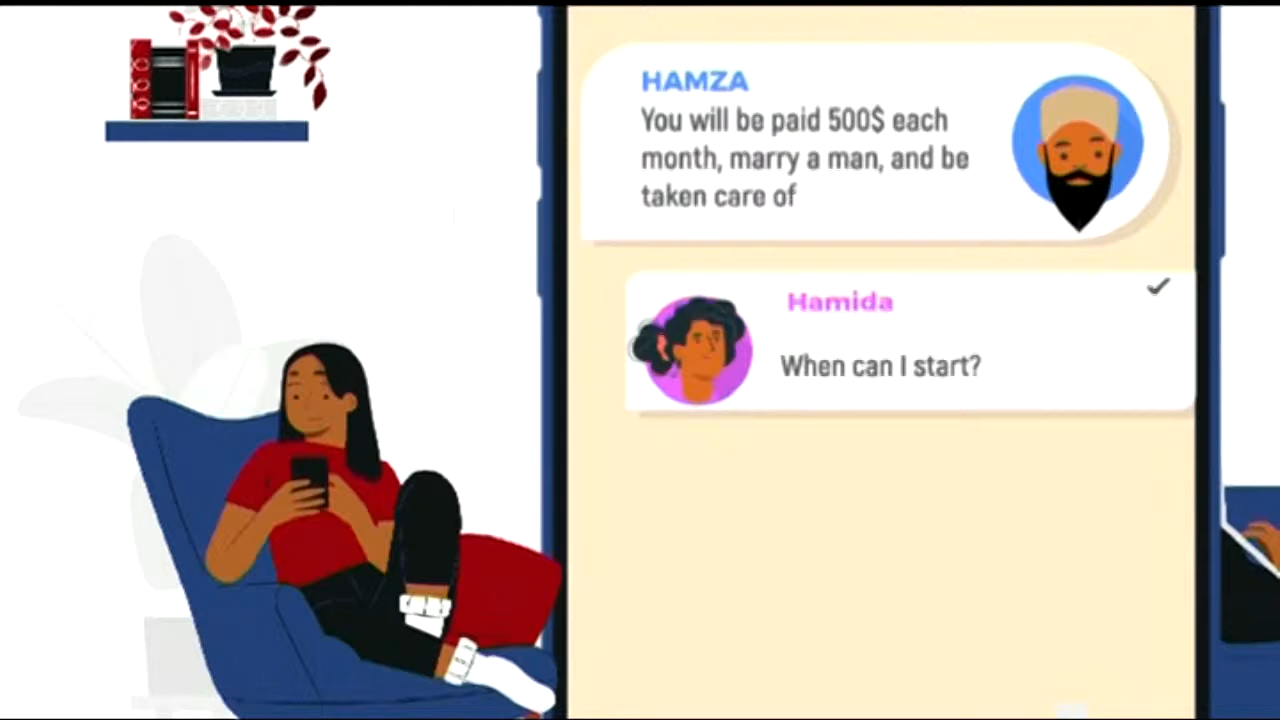 HAMZA
You will be paid 500$ each
month, marry a man, and be
taken care of
Hamida
When can I start?